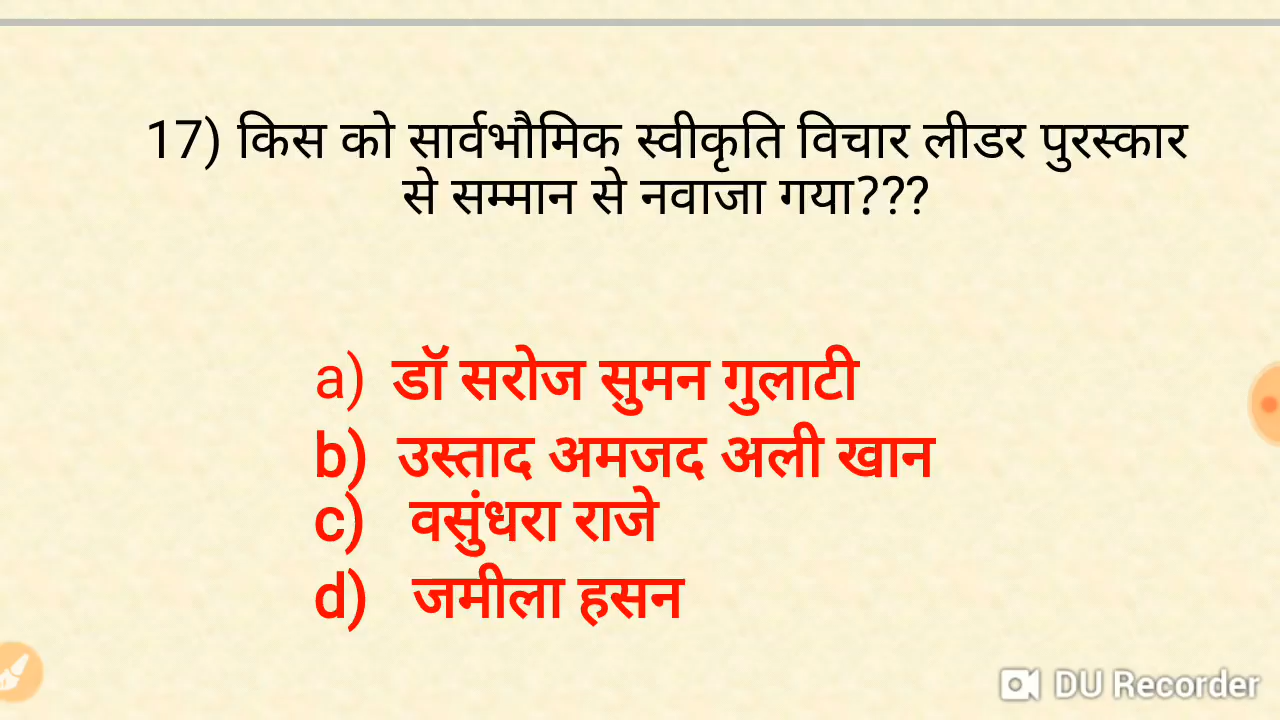 17) किस को सार्वभौमिक स्वीकृति विचार लीडर पुरस्कार
से सम्मान से नवाजा गया???
a) डॉ सरोज सुमन गुलाटी
b) उस्ताद अमजद अली खान
c) वसुंधरा राजे
d) जमीला हसन
DU Recorder